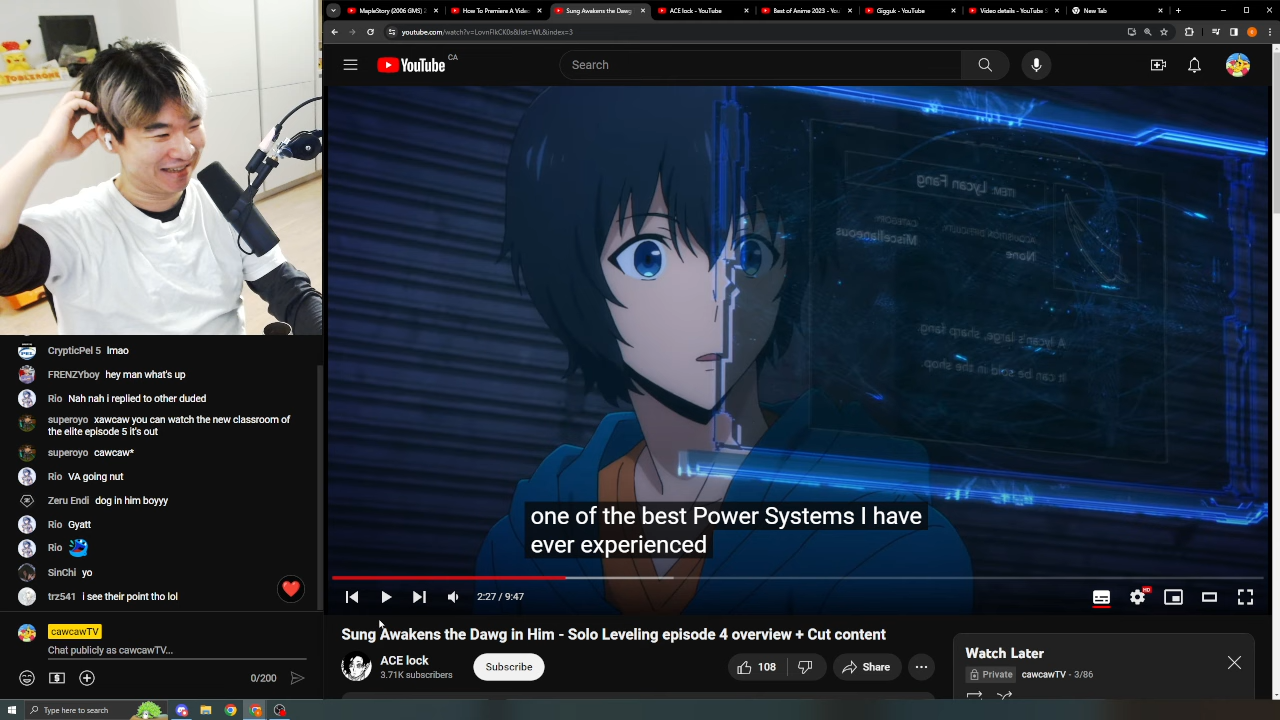 MapleStory (2006 GMS) 2
How To Premiere A Video
Sung Awakens the Dawg
ACE lock - YouTube
Best of Anime 2023 - You
Gigguk - YouTube
Video details - YouTube S
New Tab
youtube.com/watch?v=LovnFlkCK0s&list=WL&index=3
YouTube CA
Search
ITEM: Lycan Fang
ACQUISITION DIFFICULTY:
None
CATEGORY:
Miscellaneous
A lycan's large, sharp fang.
It can be sold in the shop.
one of the best Power Systems I have
ever experienced
2:27 / 9:47
HD
Sung Awakens the Dawg in Him - Solo Leveling episode 4 overview + Cut content
ACE lock
3.71K subscribers
Subscribe
108
Share
Watch Later
Private cawcawTV - 3/86
CrypticPel 5 lmao
FRENZYboy hey man what's up
Rio Nah nah i replied to other duded
superoyo xawcaw you can watch the new classroom of
the elite episode 5 it's out
superoyo cawcaw*
Rio VA going nut
Zeru Endi dog in him boyyy
Rio Gyatt
Rio
SinChi yo
trz541 i see their point tho lol
cawcawTV
Chat publicly as cawcawTV...
0/200
Type here to search